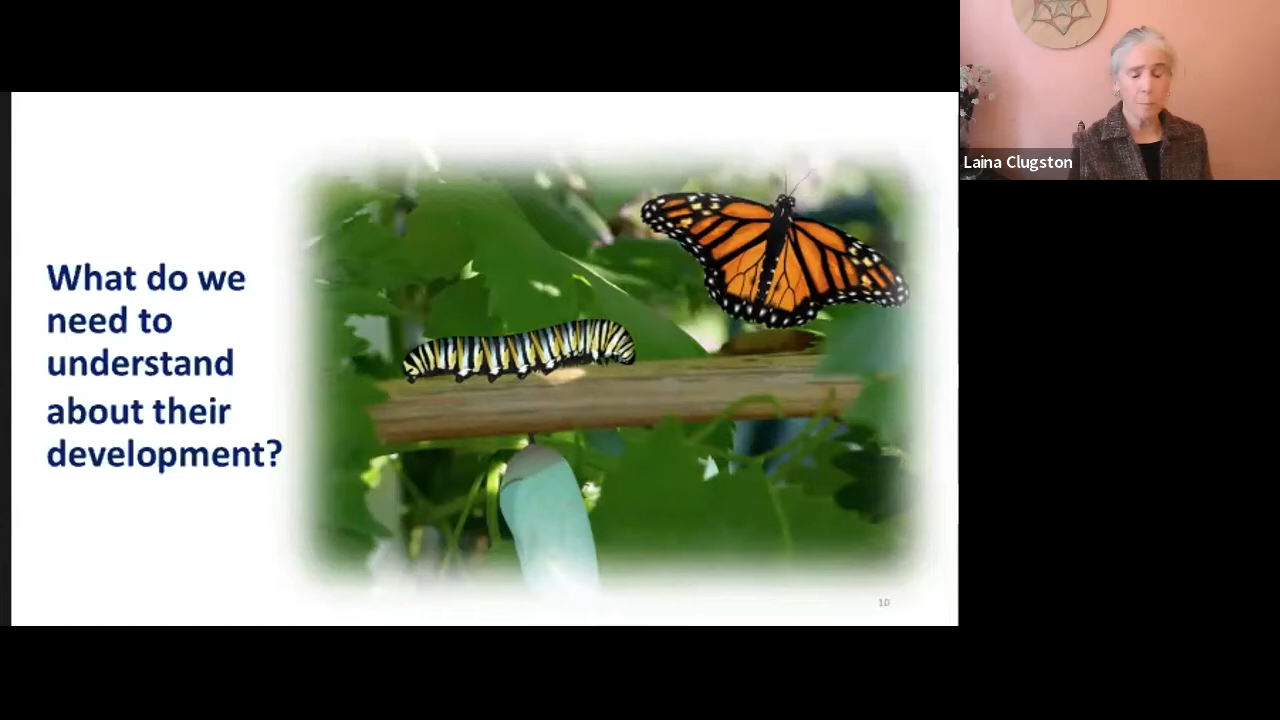 What do we
need to
understand
about their
development?
10
Laina Clugston